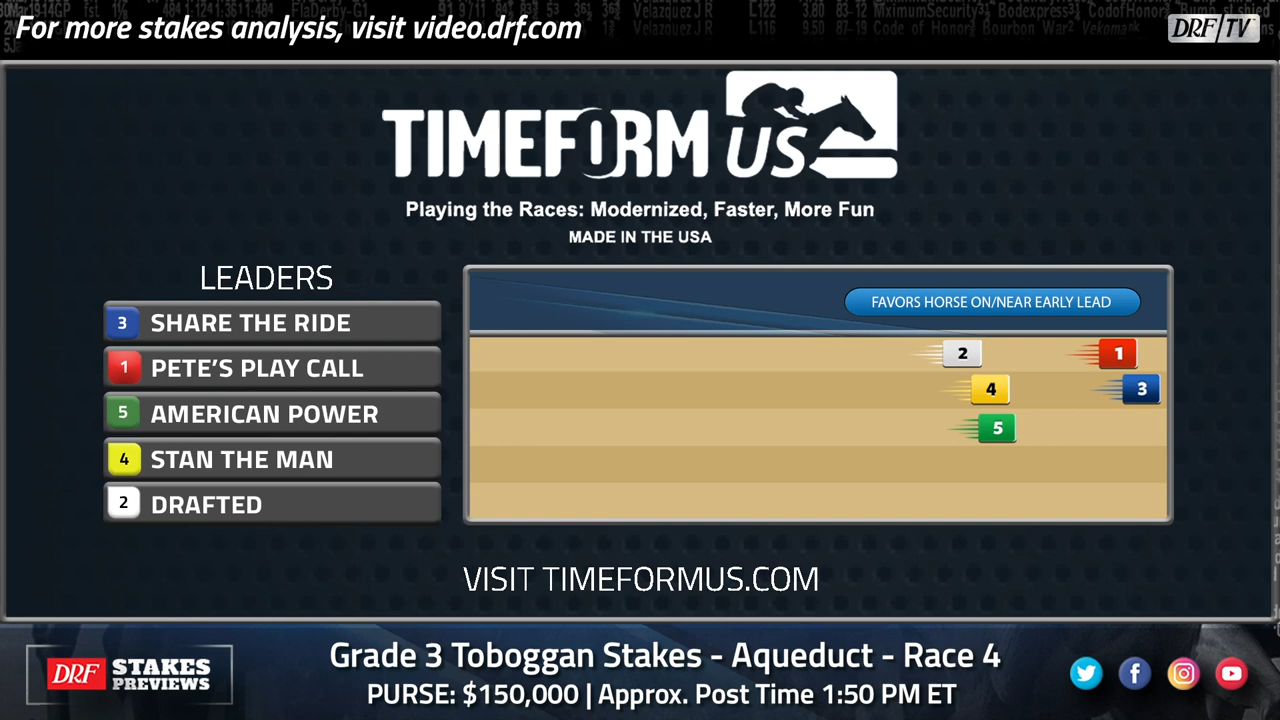 For more stakes analysis, visit video.drf.com
DRF TV
TIMEFORM US
Playing the Races: Modernized, Faster, More Fun
MADE IN THE USA
LEADERS
3 SHARE THE RIDE
1 PETE'S PLAY CALL
5 AMERICAN POWER
4 STAN THE MAN
2 DRAFTED
FAVORS HORSE ON/NEAR EARLY LEAD
2 1
4 3
5
VISIT TIMEFORMUS.COM
DRF STAKES PREVIEWS
Grade 3 Toboggan Stakes - Aqueduct - Race 4
PURSE: $150,000 | Approx. Post Time 1:50 PM ET